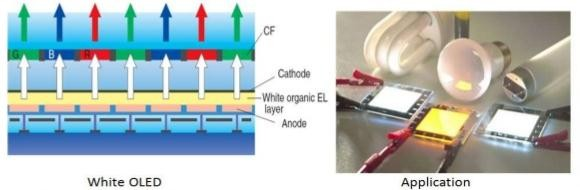 G B R
CF
Cathode
White organic EL
layer
Anode
White OLED
Application